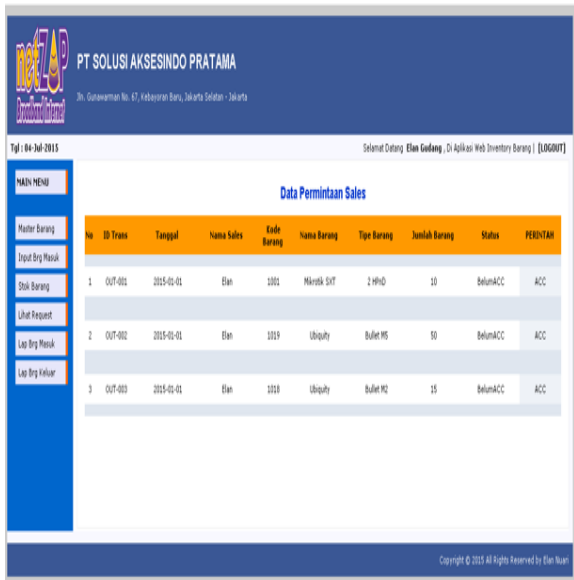 netZAP
Broadband Internet
PT SOLUSI AKSESINDO PRATAMA
Jln. Gunawarman No. 67, Kebayoran Baru, Jakarta Selatan - Jakarta
Tgl : 04-Jul-2015
Selamat Datang Elan Gudang , Di Aplikasi Web Inventory Barang | [LOGOUT]
MAIN MENU
Master Barang
Input Brg Masuk
Stok Barang
Lihat Request
Lap Brg Masuk
Lap Brg Keluar
Data Permintaan Sales
No ID Trans Tanggal Nama Sales Kode Barang Nama Barang Tipe Barang Jumlah Barang Status PERINTAH
1 OUT-001 2015-01-01 Elan 1001 Mikrotik SXT 2 HPnD 10 BelumACC ACC
2 OUT-002 2015-01-01 Elan 1019 Ubiquity Bullet M5 50 BelumACC ACC
3 OUT-003 2015-01-01 Elan 1018 Ubiquity Bullet M2 15 BelumACC ACC
Copyright © 2015 All Rights Reserved by Elan Nuari